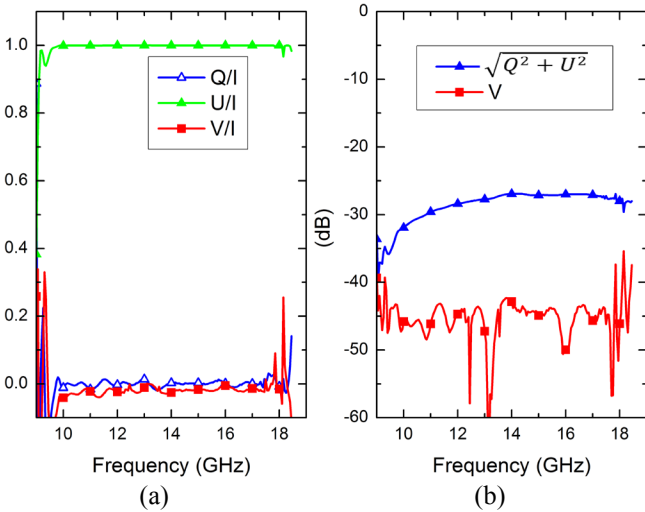 1.0
0.8
0.6
0.4
0.2
0.0
Q/I
U/I
V/I
10 12 14 16 18
Frequency (GHz)
(a)
0
-10
-20
-30
-40
-50
-60
(dB)
√Q² + U²
V
10 12 14 16 18
Frequency (GHz)
(b)